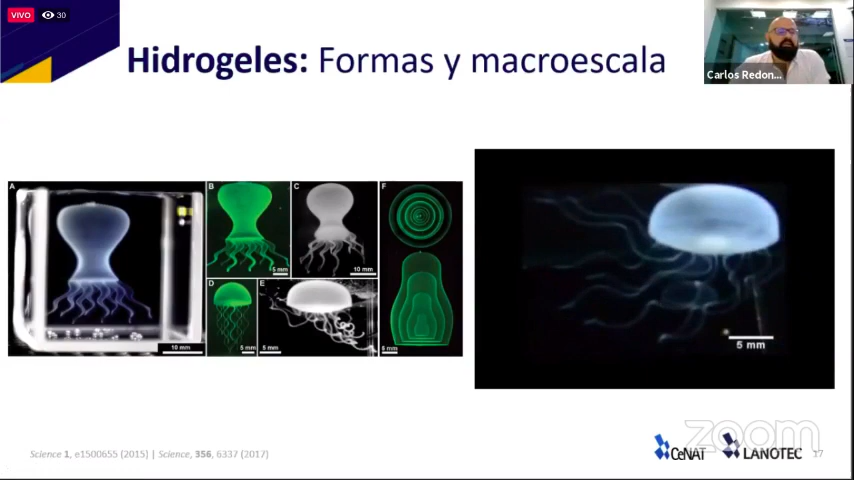 VIVO 30
Hidrogeles: Formas y macroescala
Carlos Redon...
A
B
C
F
5 mm
10 mm
D
E
10 mm
5 mm
5 mm
5 mm
5 mm
zoom
Science 1, e1500655 (2015) | Science, 356, 6337 (2017)
CeNAT
LANOTEC
17